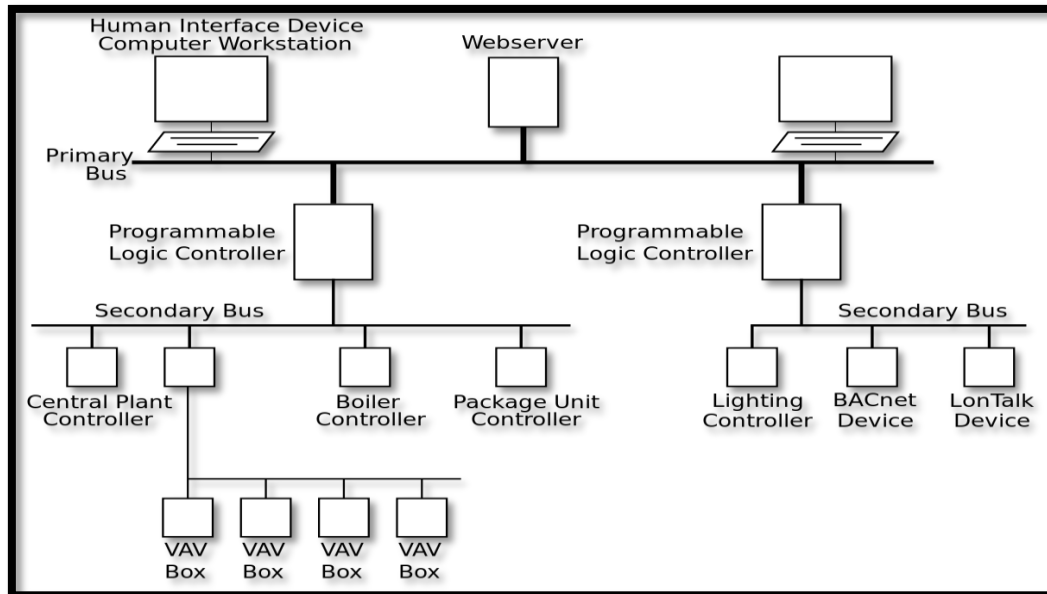 Human Interface Device
Computer Workstation
Webserver
Primary
Bus
Programmable
Logic Controller
Programmable
Logic Controller
Secondary Bus
Secondary Bus
Central Plant
Controller
Boiler
Controller
Package Unit
Controller
Lighting
Controller
BACnet
Device
LonTalk
Device
VAV
Box
VAV
Box
VAV
Box
VAV
Box